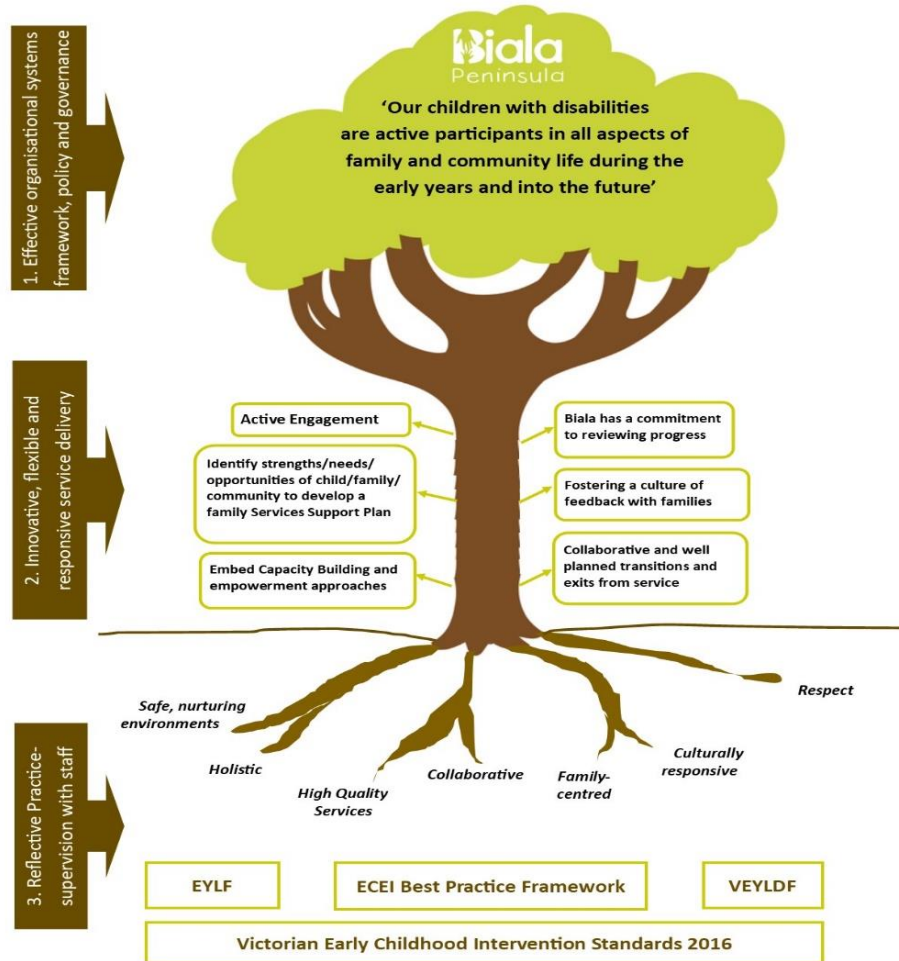 1. Effective organisational systems
framework, policy and governance
Biala
Peninsula
‘Our children with disabilities
are active participants in all aspects of
family and community life during the
early years and into the future’
2. Innovative, flexible and
responsive service delivery
Active Engagement
Identify strengths/needs/
opportunities of child/family/
community to develop a
family Services Support Plan
Embed Capacity Building and
empowerment approaches
Biala has a commitment
to reviewing progress
Fostering a culture of
feedback with families
Collaborative and well
planned transitions and
exits from service
3. Reflective Practice-
supervision with staff
Safe, nurturing
environments
Holistic
High Quality
Services
Collaborative
Family-
centred
Culturally
responsive
Respect
EYLF
ECEI Best Practice Framework
VEYLDF
Victorian Early Childhood Intervention Standards 2016